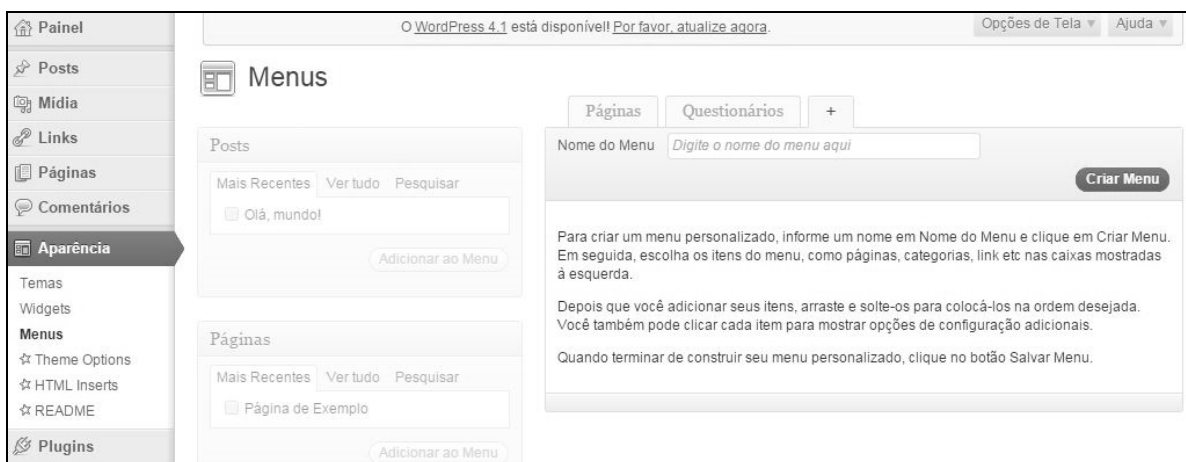 Painel
Posts
Mídia
Links
Páginas
Comentários
Aparência
Temas
Widgets
Menus
Theme Options
HTML Inserts
README
Plugins
O WordPress 4.1 está disponível! Por favor, atualize agora.
Opções de Tela
Ajuda
Menus
Posts
Mais Recentes Ver tudo Pesquisar
Olá, mundo!
Adicionar ao Menu
Páginas
Mais Recentes Ver tudo Pesquisar
Página de Exemplo
Adicionar ao Menu
Páginas Questionários +
Nome do Menu Digite o nome do menu aqui
Criar Menu
Para criar um menu personalizado, informe um nome em Nome do Menu e clique em Criar Menu.
Em seguida, escolha os itens do menu, como páginas, categorias, link etc nas caixas mostradas
à esquerda.
Depois que você adicionar seus itens, arraste e solte-os para colocá-los na ordem desejada.
Você também pode clicar cada item para mostrar opções de configuração adicionais.
Quando terminar de construir seu menu personalizado, clique no botão Salvar Menu.